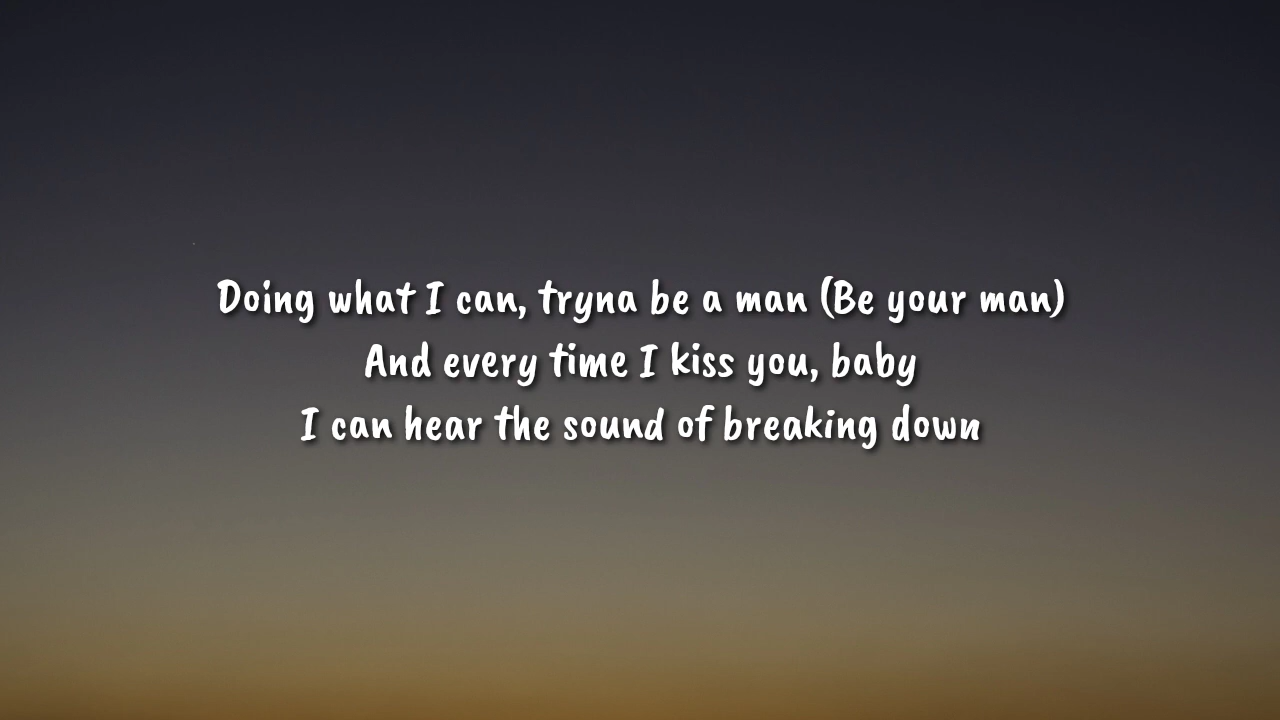 Doing what I can, tryna be a man (Be your man)
And every time I kiss you, baby
I can hear the sound of breaking down